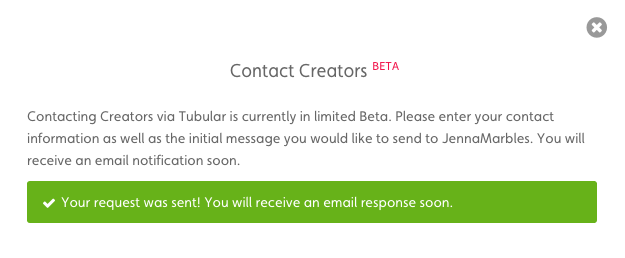 Contact Creators BETA
Contacting Creators via Tubular is currently in limited Beta. Please enter your contact
information as well as the initial message you would like to send to JennaMarbles. You will
receive an email notification soon.
Your request was sent! You will receive an email response soon.